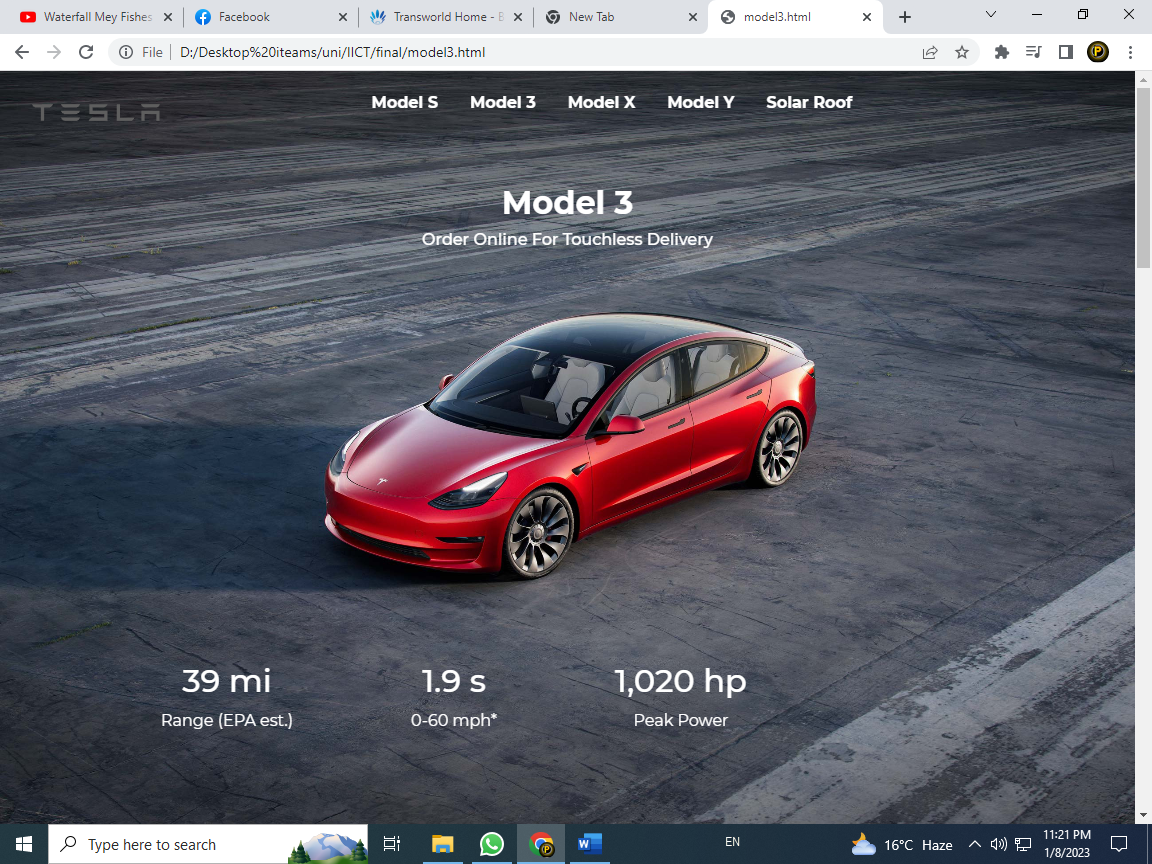 Waterfall Mey Fishes
Facebook
Transworld Home - B
New Tab
model3.html
File
D:/Desktop%20iteams/uni/IICT/final/model3.html
TESLA
Model S
Model 3
Model X
Model Y
Solar Roof
Model 3
Order Online For Touchless Delivery
39 mi
1.9 s
1,020 hp
Range (EPA est.)
0-60 mph*
Peak Power
Type here to search
EN
16°C Haze
11:21 PM
1/8/2023